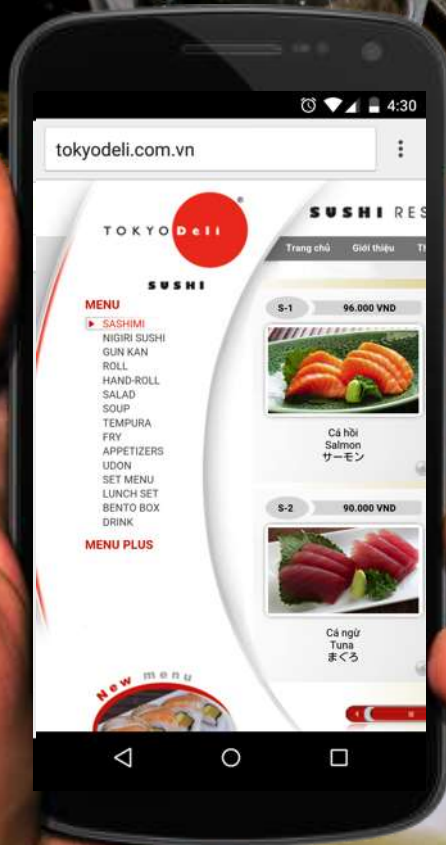 4:30
tokyodeli.com.vn
TOKYO Deli
®
SUSHI
SUSHI RES
Trang chủ Giới thiệu Th
MENU
SASHIMI
NIGIRI SUSHI
GUN KAN
ROLL
HAND-ROLL
SALAD
SOUP
TEMPURA
FRY
APPETIZERS
UDON
SET MENU
LUNCH SET
BENTO BOX
DRINK
MENU PLUS
New menu
S-1 96.000 VND
Cá hồi
Salmon
サーモン
S-2 90.000 VND
Cá ngừ
Tuna
まぐろ